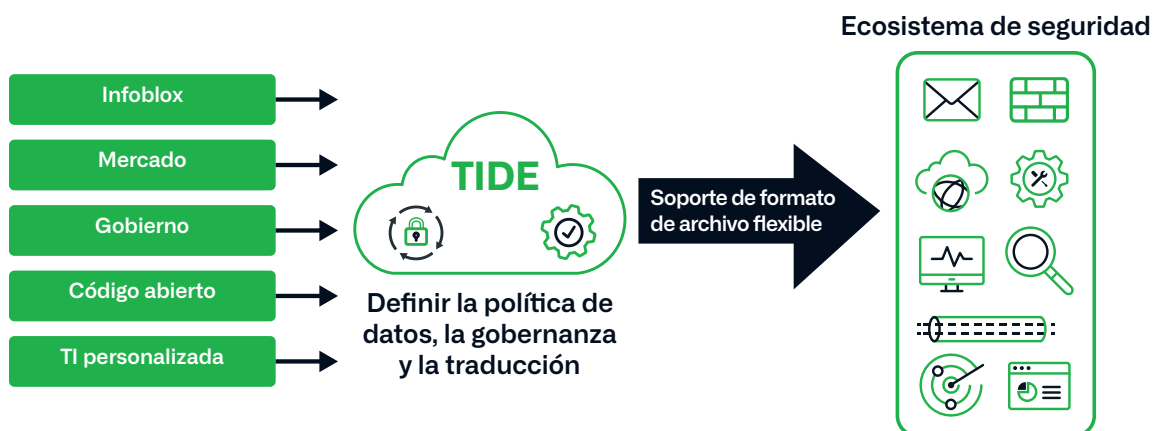 Ecosistema de seguridad
Infoblox
Mercado
Gobierno
Código abierto
TI personalizada
TIDE
Definir la política de
datos, la gobernanza
y la traducción
Soporte de formato
de archivo flexible